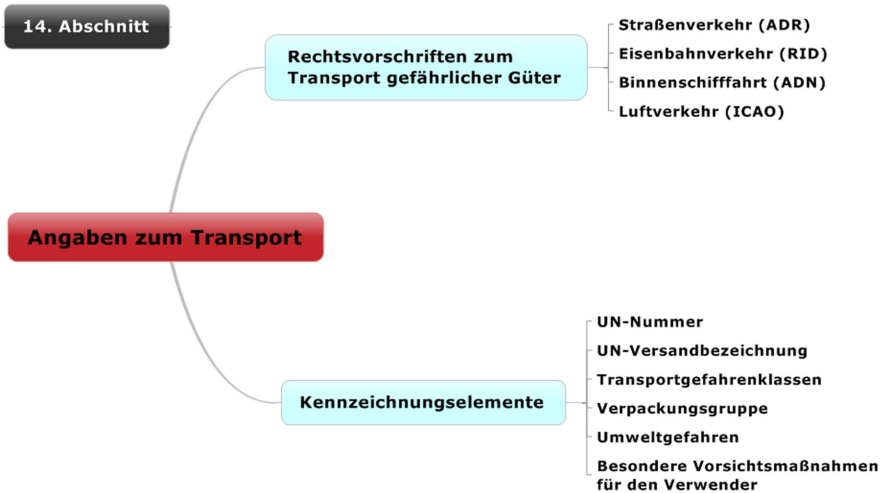 14. Abschnitt
Rechtsvorschriften zum
Transport gefährlicher Güter
Straßenverkehr (ADR)
Eisenbahnverkehr (RID)
Binnenschifffahrt (ADN)
Luftverkehr (ICAO)
Angaben zum Transport
Kennzeichnungselemente
UN-Nummer
UN-Versandbezeichnung
Transportgefahrenklassen
Verpackungsgruppe
Umweltgefahren
Besondere Vorsichtsmaßnahmen
für den Verwender